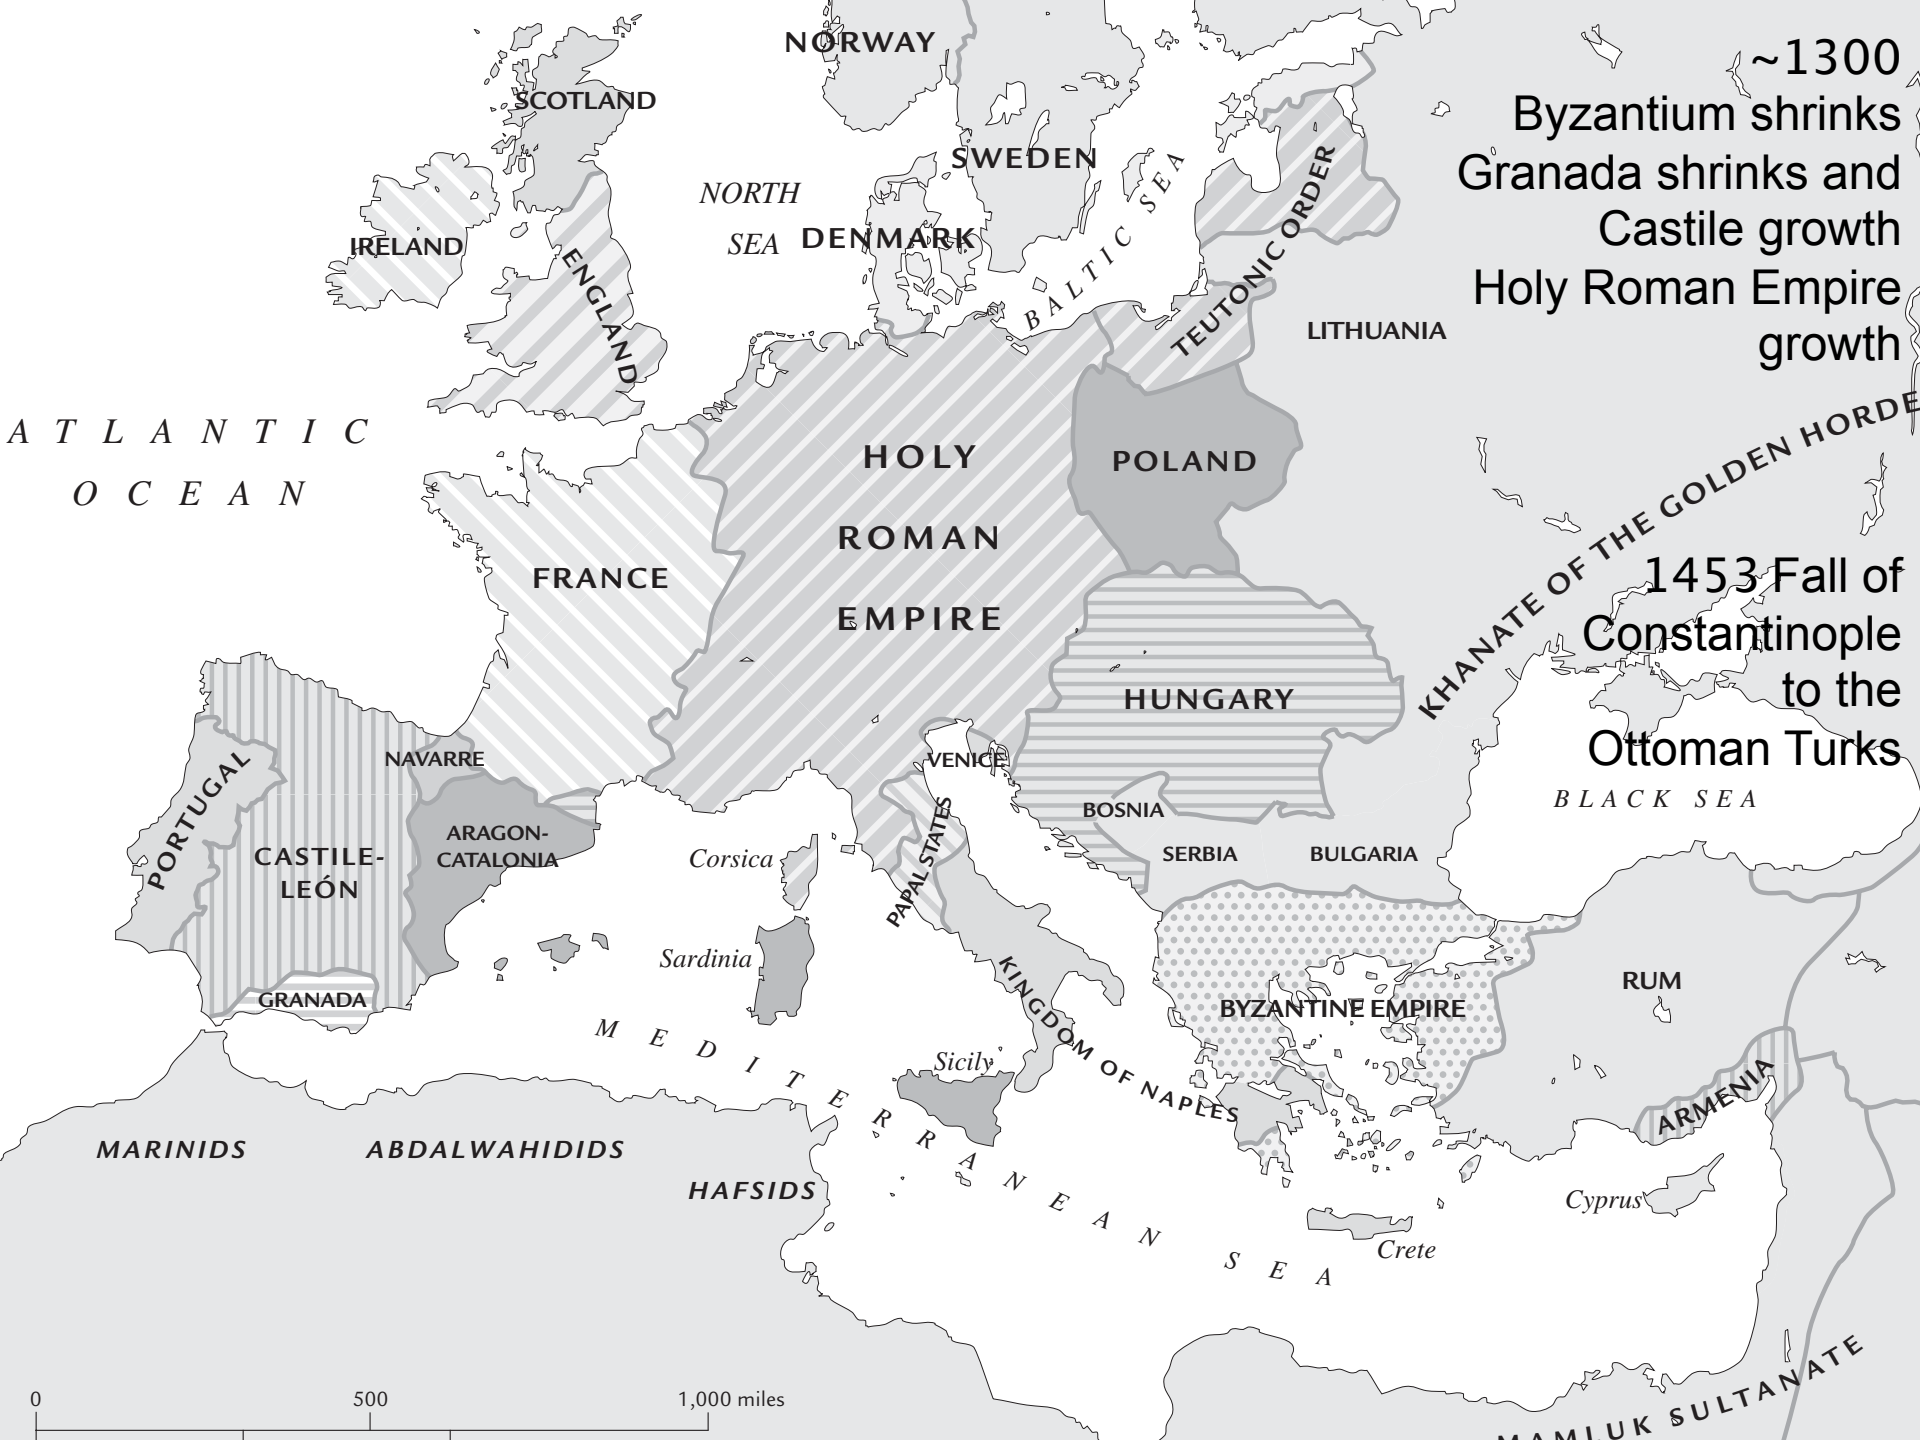 ~1300
Byzantium shrinks
Granada shrinks and
Castile growth
Holy Roman Empire
growth
1453 Fall of
Constantinople
to the
Ottoman Turks
NORWAY
SCOTLAND
SWEDEN
NORTH
SEA
DENMARK
BALTIC SEA
TEUTONIC ORDER
IRELAND
ENGLAND
LITHUANIA
ATLANTIC
OCEAN
HOLY
ROMAN
EMPIRE
POLAND
KHANATE OF THE GOLDEN HORDE
FRANCE
HUNGARY
NAVARRE
VENICE
PORTUGAL
BOSNIA
BLACK SEA
ARAGON-
CATALONIA
CASTILE-
LEÓN
Corsica
PAPAL STATES
SERBIA
BULGARIA
Sardinia
GRANADA
KINGDOM OF NAPLES
BYZANTINE EMPIRE
RUM
MEDITERRANEAN SEA
Sicily
ARMENIA
MARINIDS
ABDALWAHIDIDS
HAFSIDS
Cyprus
Crete
MAMLUK SULTANATE
0 500 1,000 miles